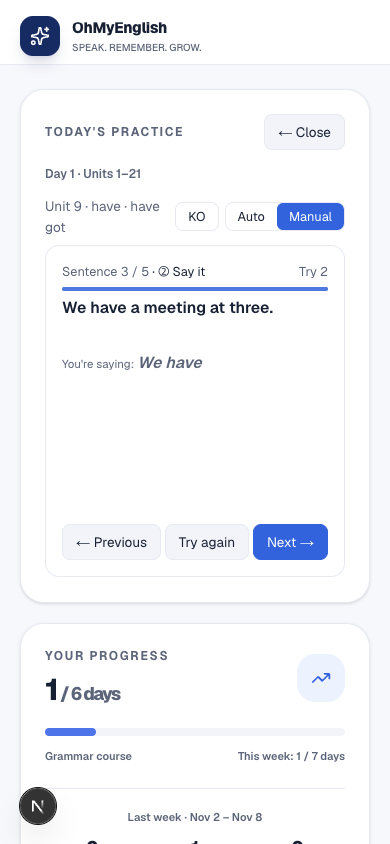 OhMyEnglish
SPEAK. REMEMBER. GROW.
TODAY'S PRACTICE
← Close
Day 1 · Units 1–21
Unit 9 · have · have got
KO
Auto
Manual
Sentence 3 / 5 · ② Say it
Try 2
We have a meeting at three.
You're saying: We have
← Previous
Try again
Next →
YOUR PROGRESS
1 / 6 days
Grammar course
This week: 1 / 7 days
N
Last week · Nov 2 – Nov 8